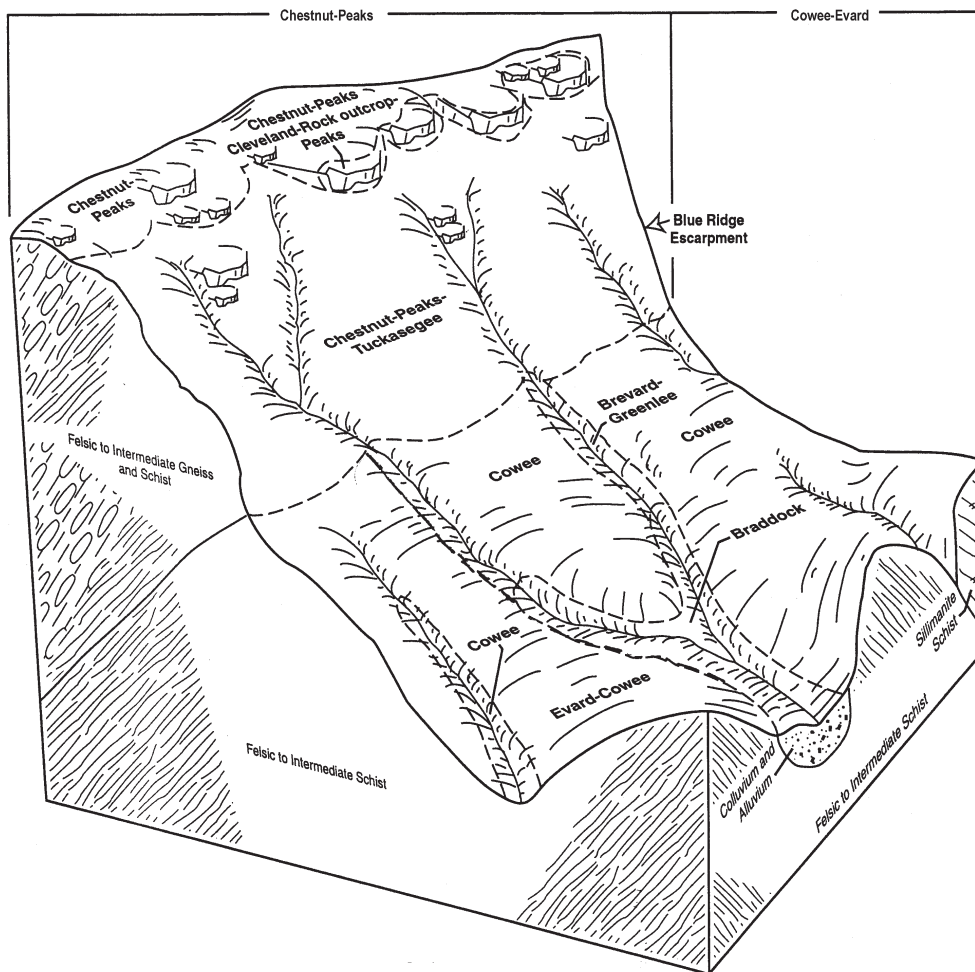 Chestnut-Peaks
Cowee-Evard
Chestnut-Peaks
Cleveland-Rock outcrop-
Peaks
Chestnut-
Peaks
Blue Ridge
Escarpment
Chestnut-Peaks-
Tuckasegee
Brevard-
Greenlee
Cowee
Cowee
Felsic to Intermediate Gneiss
and Schist
Braddock
Cowee
Evard-Cowee
Sillimanite
Schist
Felsic to Intermediate Schist
Colluvium and
Alluvium
Felsic to Intermediate Schist